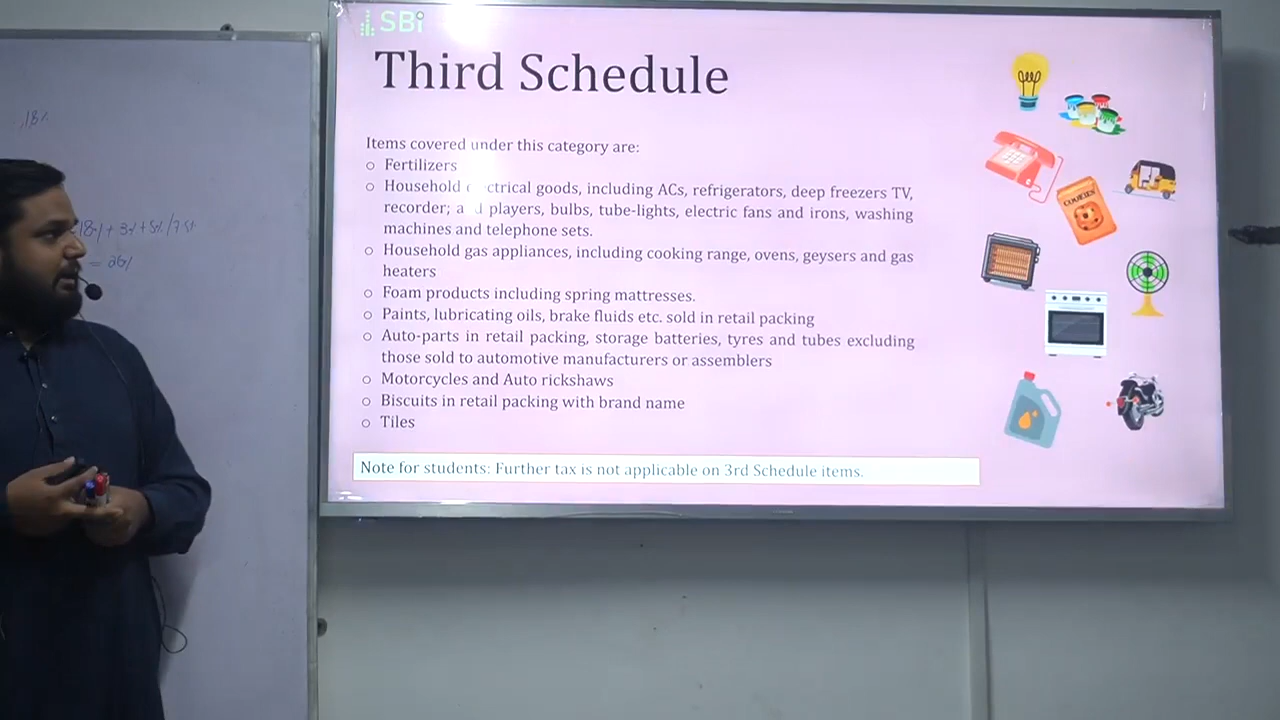 SBi
Third Schedule
18%
Items covered under this category are:
o Fertilizers
o Household ctrical goods, including ACs, refrigerators, deep freezers TV,
recorder; players, bulbs, tube-lights, electric fans and irons, washing
machines and telephone sets.
o Household gas appliances, including cooking range, ovens, geysers and gas
heaters
o Foam products including spring mattresses.
o Paints, lubricating oils, brake fluids etc. sold in retail packing
o Auto-parts in retail packing, storage batteries, tyres and tubes excluding
those sold to automotive manufacturers or assemblers
o Motorcycles and Auto rickshaws
o Biscuits in retail packing with brand name
o Tiles
Note for students: Further tax is not applicable on 3rd Schedule items.
COOKIES